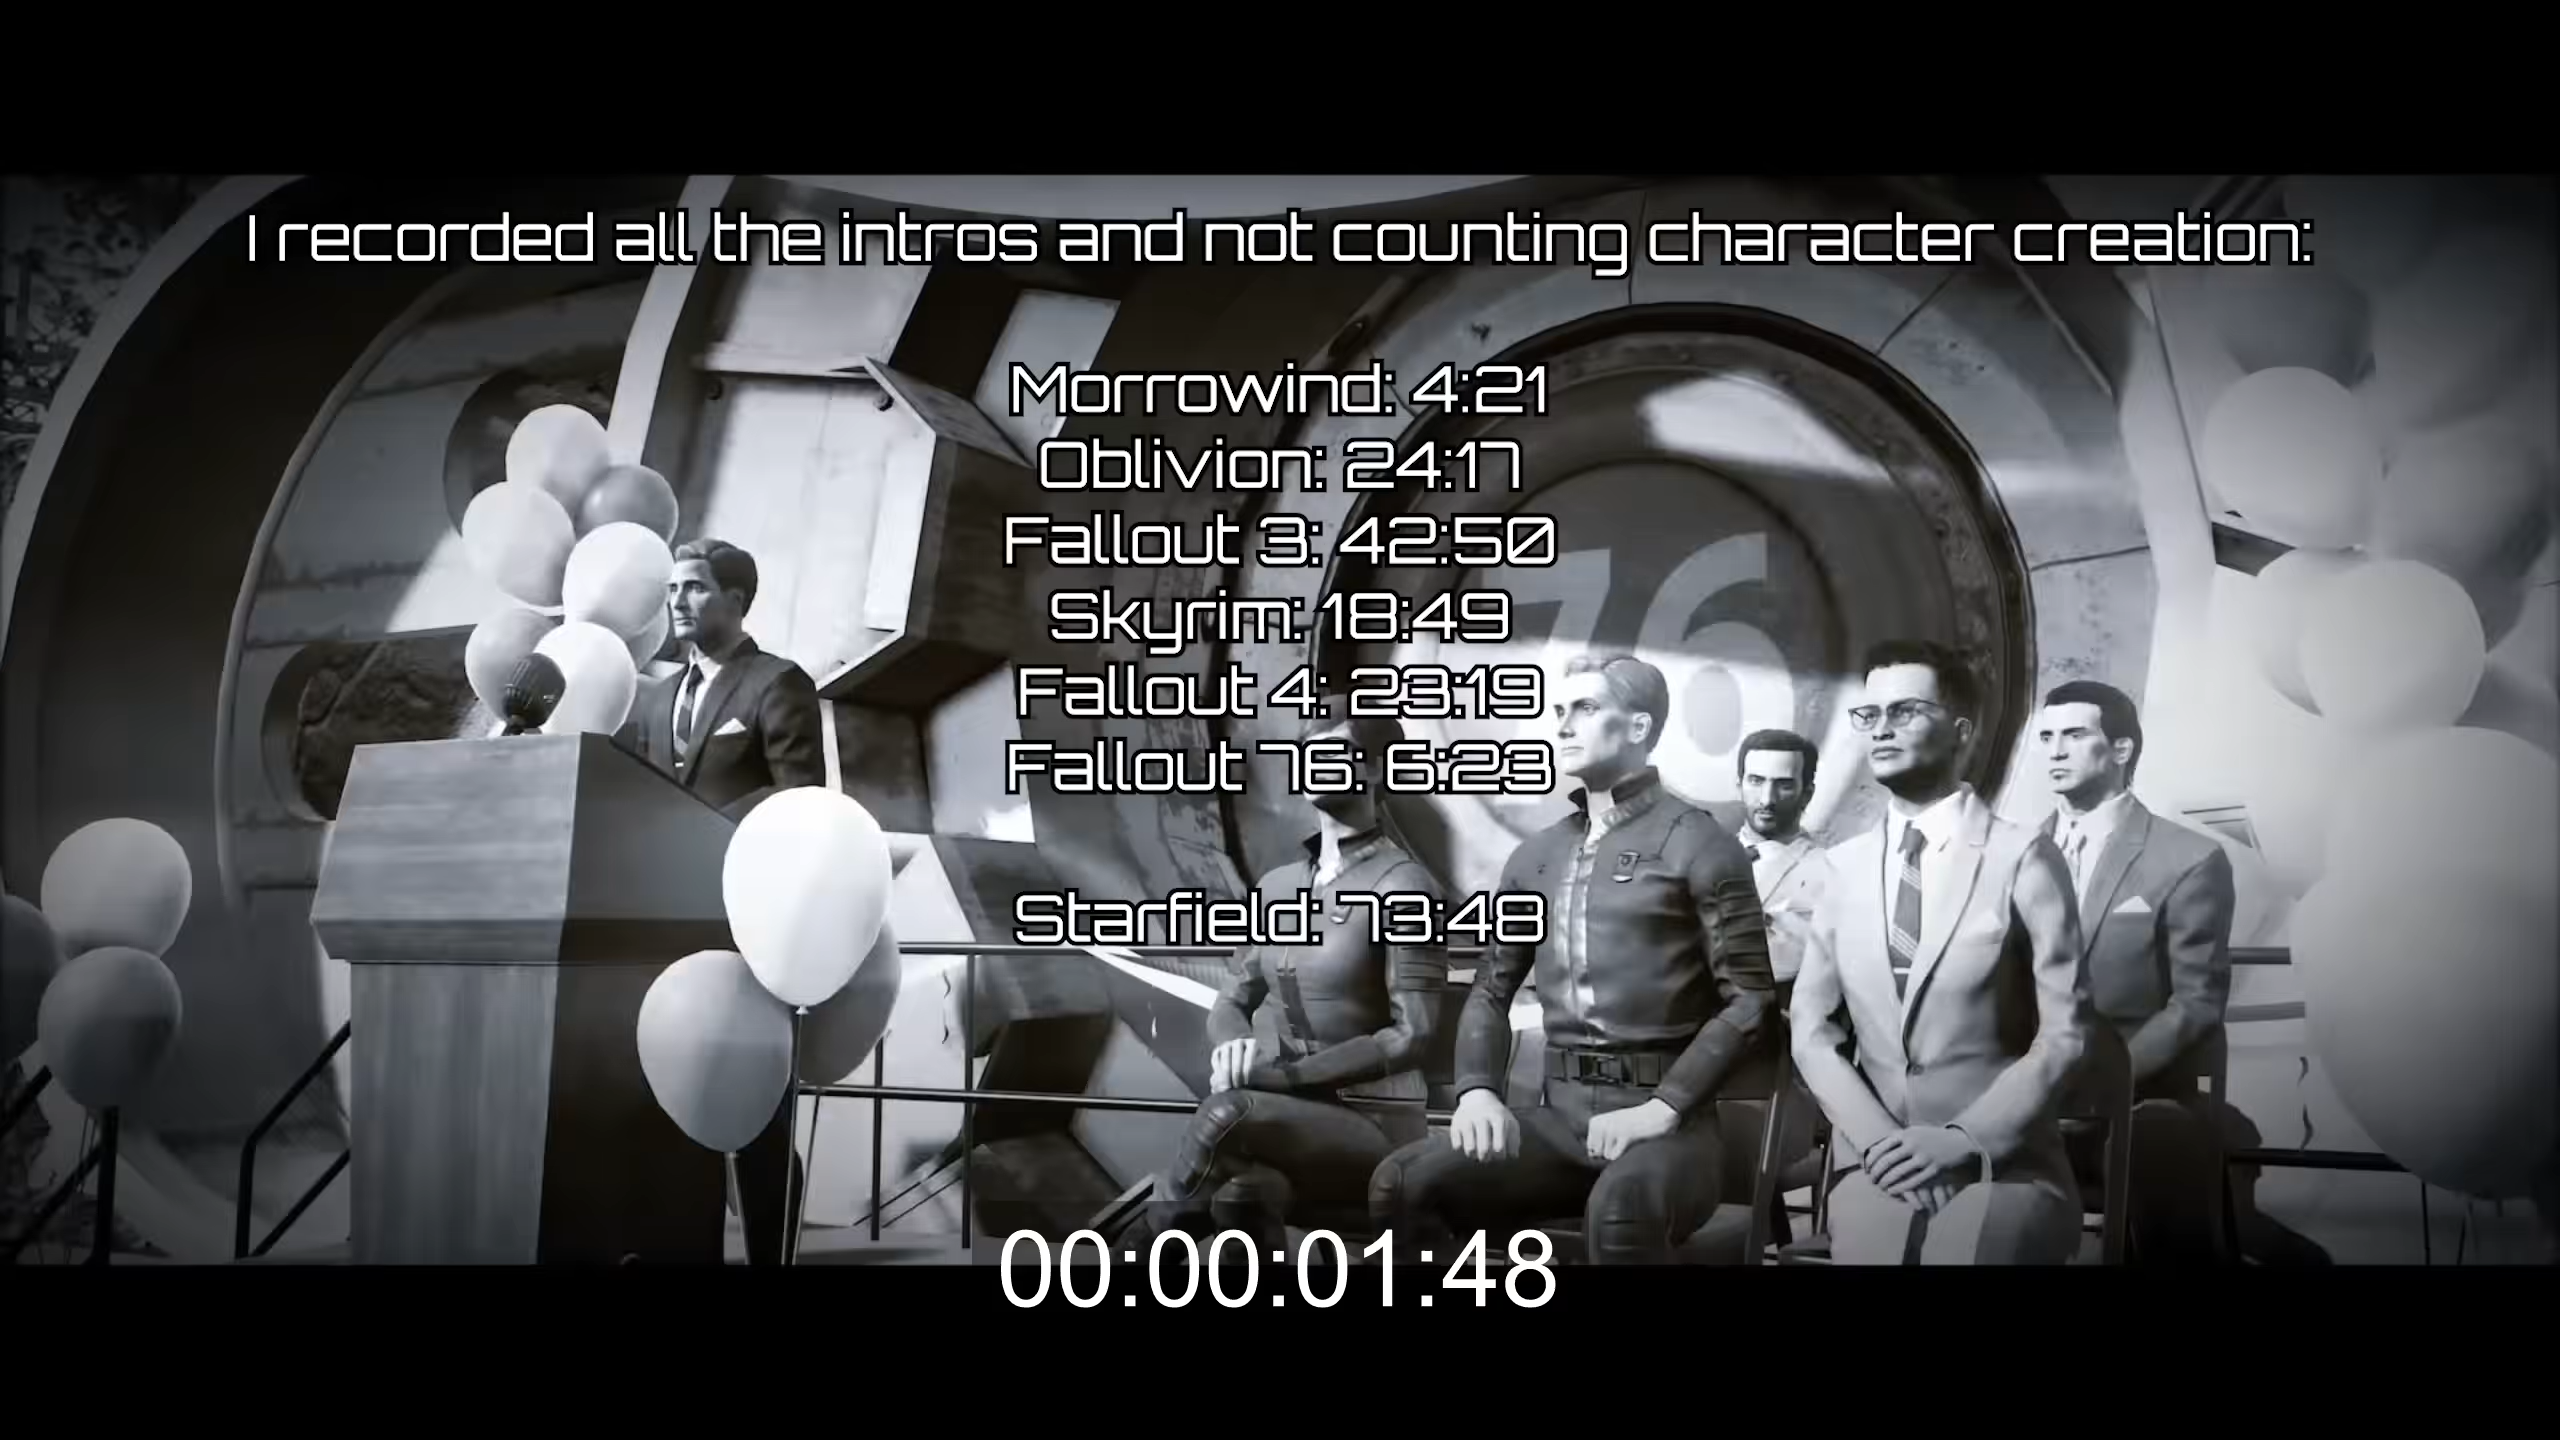 I recorded all the intros and not counting character creation:
Morrowind: 4:21
Oblivion: 24:17
Fallout 3: 42:50
Skyrim: 18:49
Fallout 4: 23:19
Fallout 76: 6:23
Starfield: 73:48
76
00:00:01:48